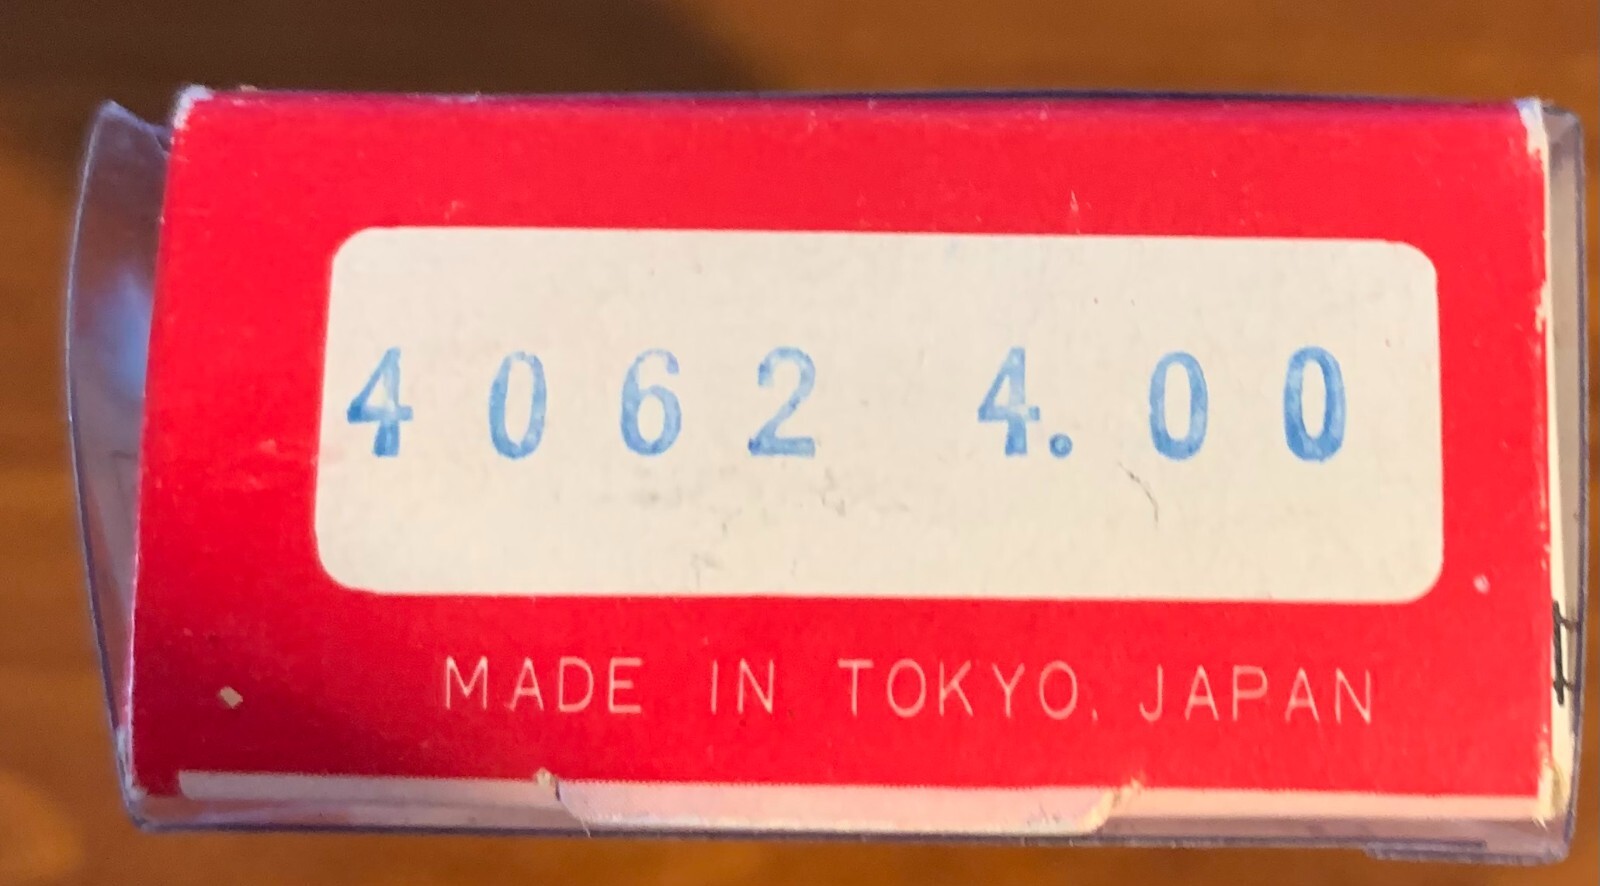 4062 4.00
MADE IN TOKYO, JAPAN